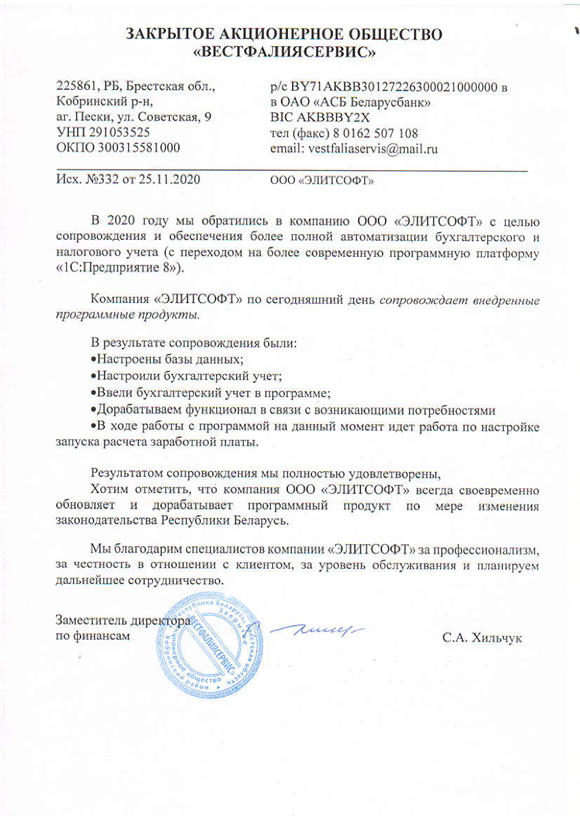 ЗАКРЫТОЕ АКЦИОНЕРНОЕ ОБЩЕСТВО
«ВЕСТФАЛИЯСЕРВИС»
225861, РБ, Брестская обл.,
Кобринский р-н,
аг. Пески, ул. Советская, 9
УНП 291053525
ОКПО 300315581000
р/с BY71AKBB30127226300021000000 в
в ОАО «АСБ Беларусбанк»
BIC AKBBBY2X
тел (факс) 8 0162 507 108
email: vestfaliaservis@mail.ru
Исх. №332 от 25.11.2020
ООО «ЭЛИТСОФТ»
В 2020 году мы обратились в компанию ООО «ЭЛИТСОФТ» с целью
сопровождения и обеспечения более полной автоматизации бухгалтерского и
налогового учета (с переходом на более современную программную платформу
«1С:Предприятие 8»).
Компания «ЭЛИТСОФТ» по сегодняшний день сопровождает внедренные
программные продукты.
В результате сопровождения были:
•Настроены базы данных;
•Настроили бухгалтерский учет;
•Ввели бухгалтерский учет в программе;
•Дорабатываем функционал в связи с возникающими потребностями
•В ходе работы с программой на данный момент идет работа по настройке
запуска расчета заработной платы.
Результатом сопровождения мы полностью удовлетворены,
Хотим отметить, что компания ООО «ЭЛИТСОФТ» всегда своевременно
обновляет и дорабатывает программный продукт по мере изменения
законодательства Республики Беларусь.
Мы благодарим специалистов компании «ЭЛИТСОФТ» за профессионализм,
за честность в отношении с клиентом, за уровень обслуживания и планируем
дальнейшее сотрудничество.
Заместитель директора
по финансам
С.А. Хильчук
«ВЕСТФАЛИЯСЕРВИС»